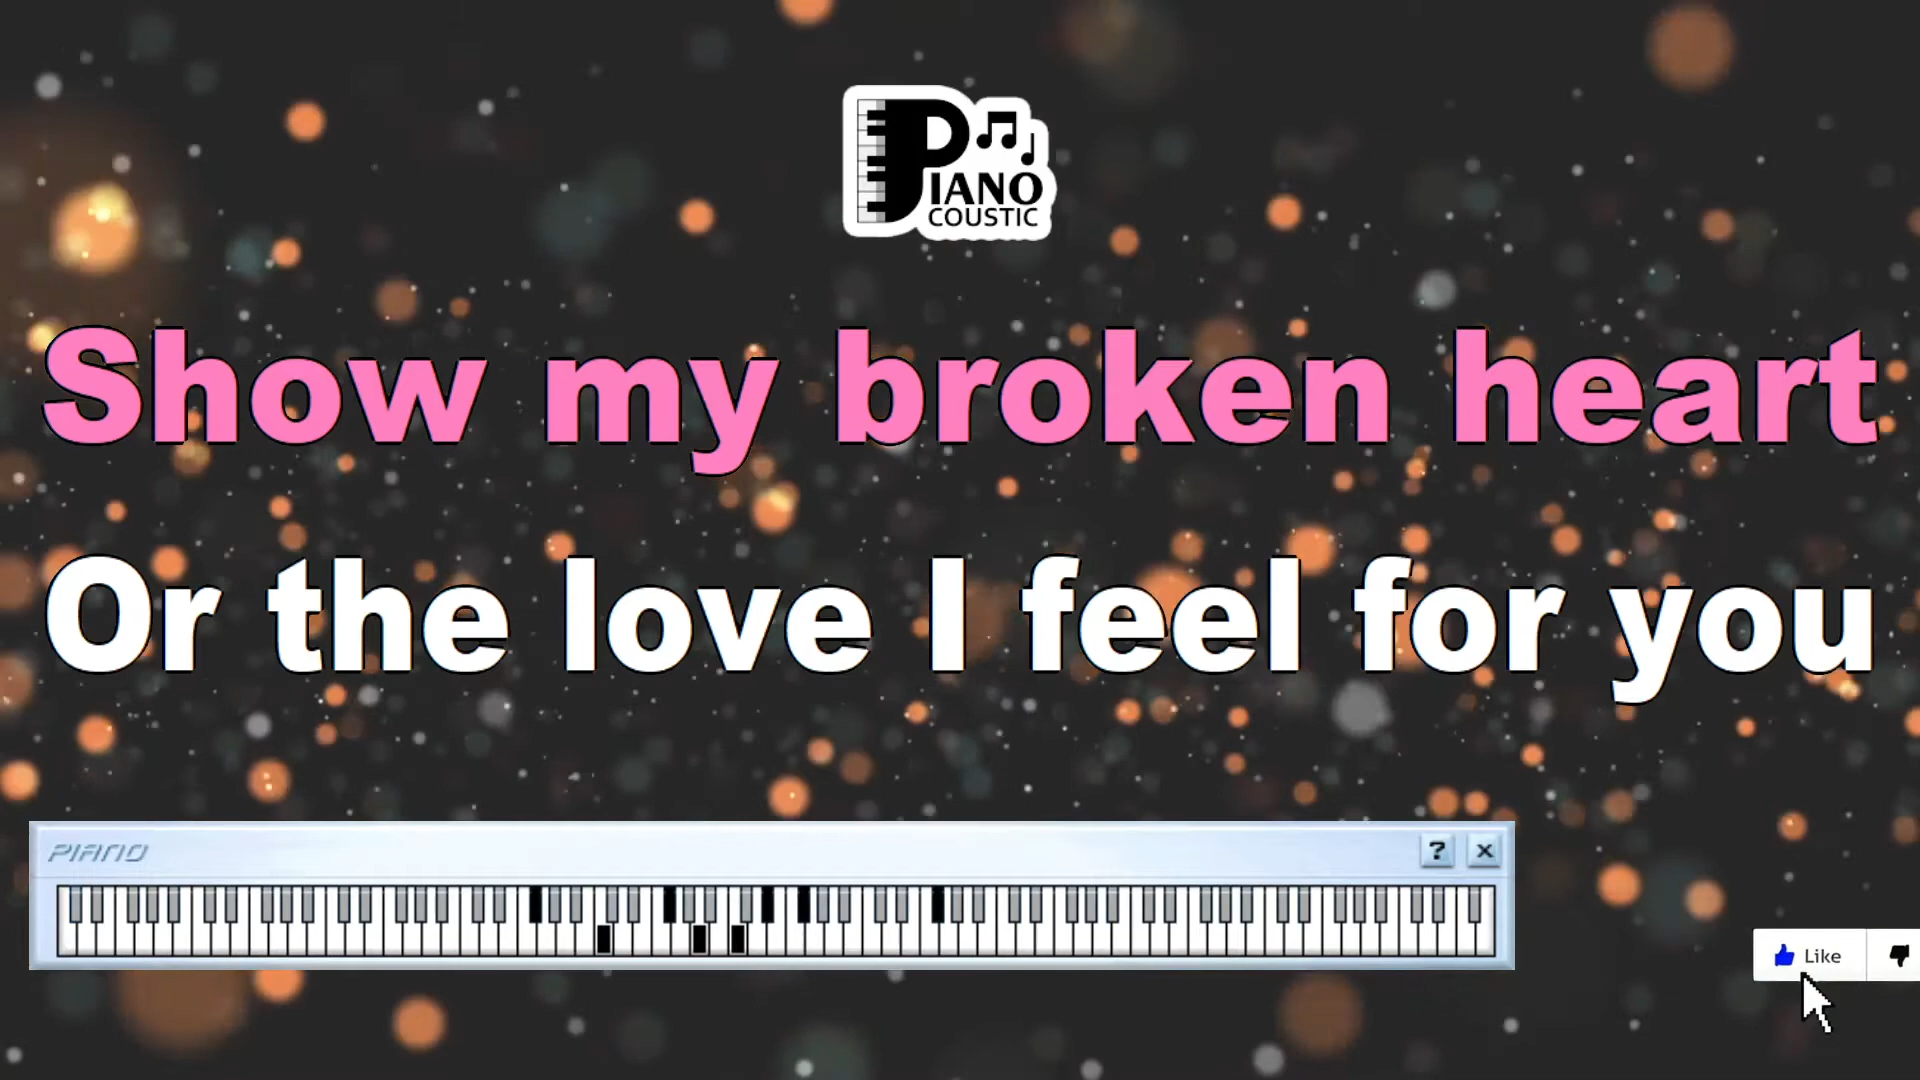 PIANO
COUSTIC
Show my broken heart
Or the love I feel for you
PIANO
?
X
Like